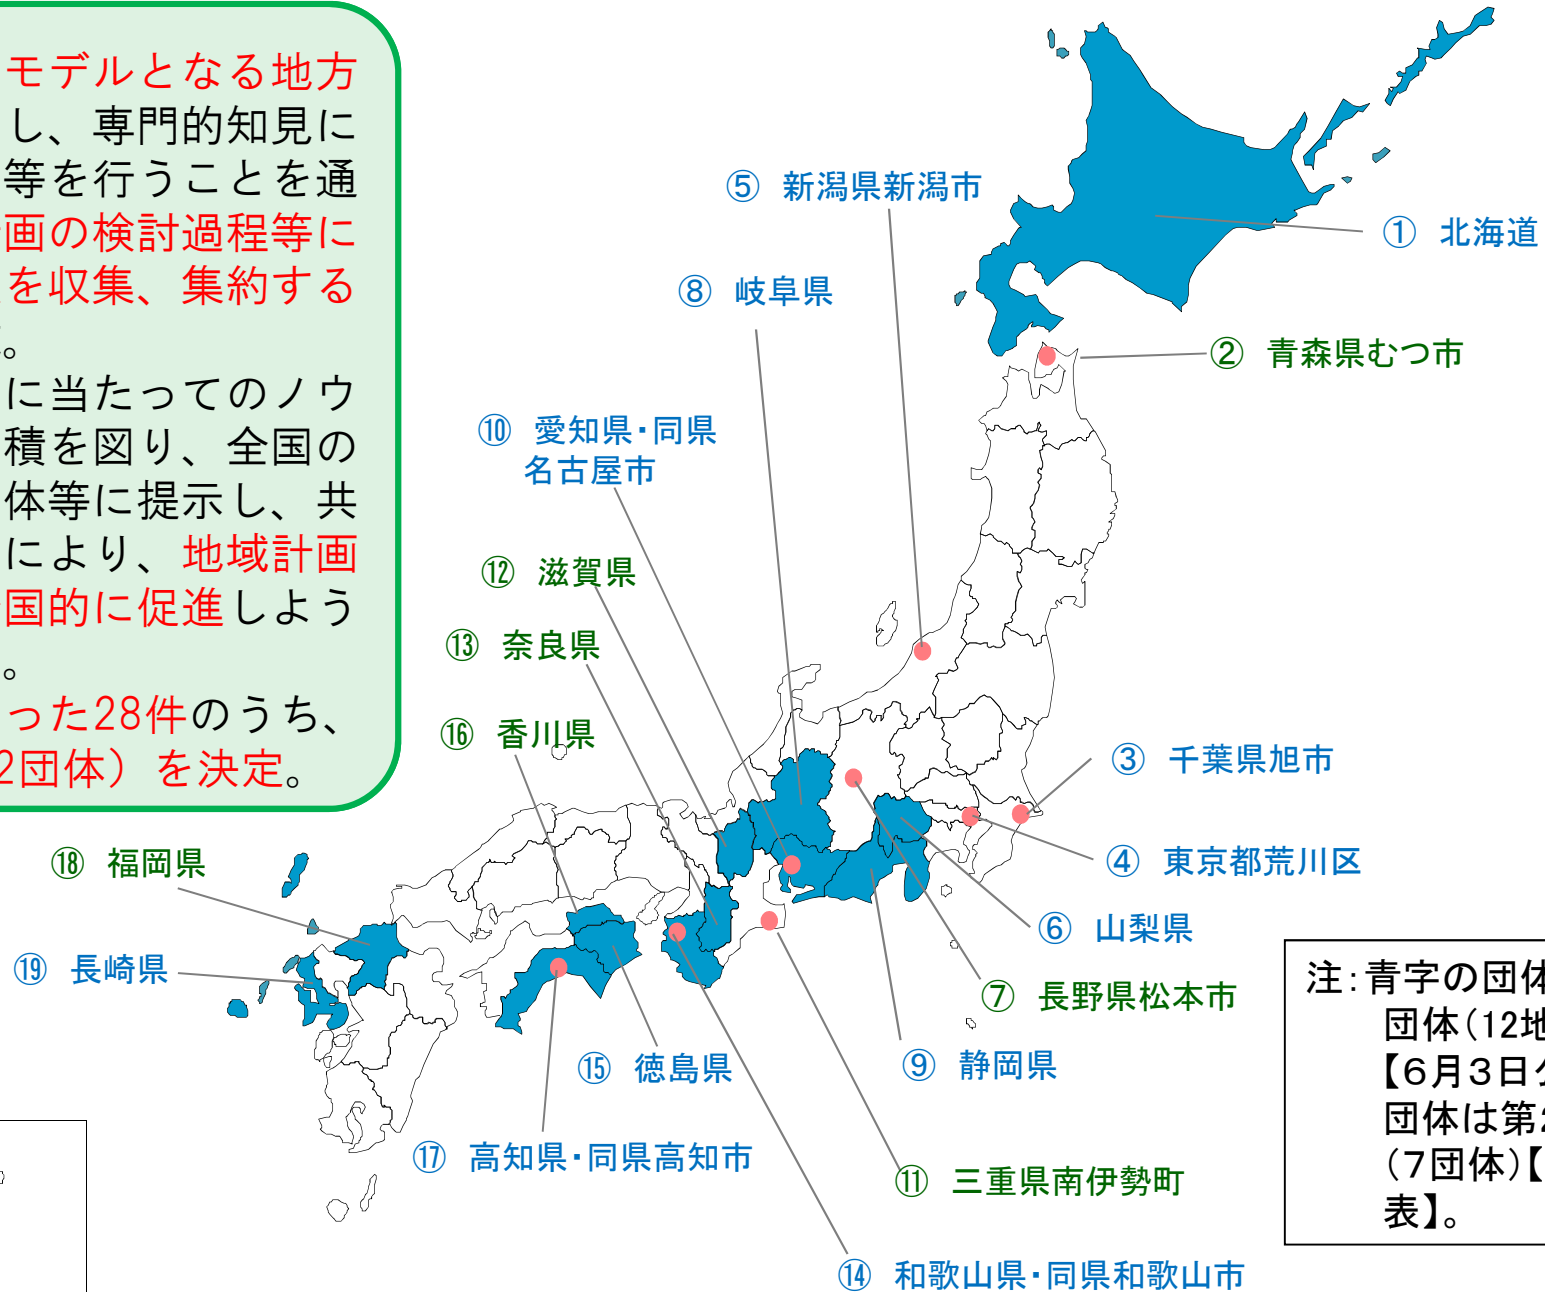 モデルとなる地方
し、専門的知見に
等を行うことを通
画の検討過程等に
を収集、集約する
。
に当たってのノウ
積を図り、全国の
体等に提示し、共
により、地域計画
国的に促進しよう
。
った28件のうち、
2団体）を決定。
⑤ 新潟県新潟市
① 北海道
⑧ 岐阜県
② 青森県むつ市
⑩ 愛知県・同県
名古屋市
⑫ 滋賀県
⑬ 奈良県
⑯ 香川県
③ 千葉県旭市
⑱ 福岡県
④ 東京都荒川区
⑥ 山梨県
⑲ 長崎県
⑦ 長野県松本市
⑨ 静岡県
⑮ 徳島県
⑰ 高知県・同県高知市
⑪ 三重県南伊勢町
⑭ 和歌山県・同県和歌山市
注：青字の団体
団体（12地
【６月３日
団体は第
（７団体）【
表】。